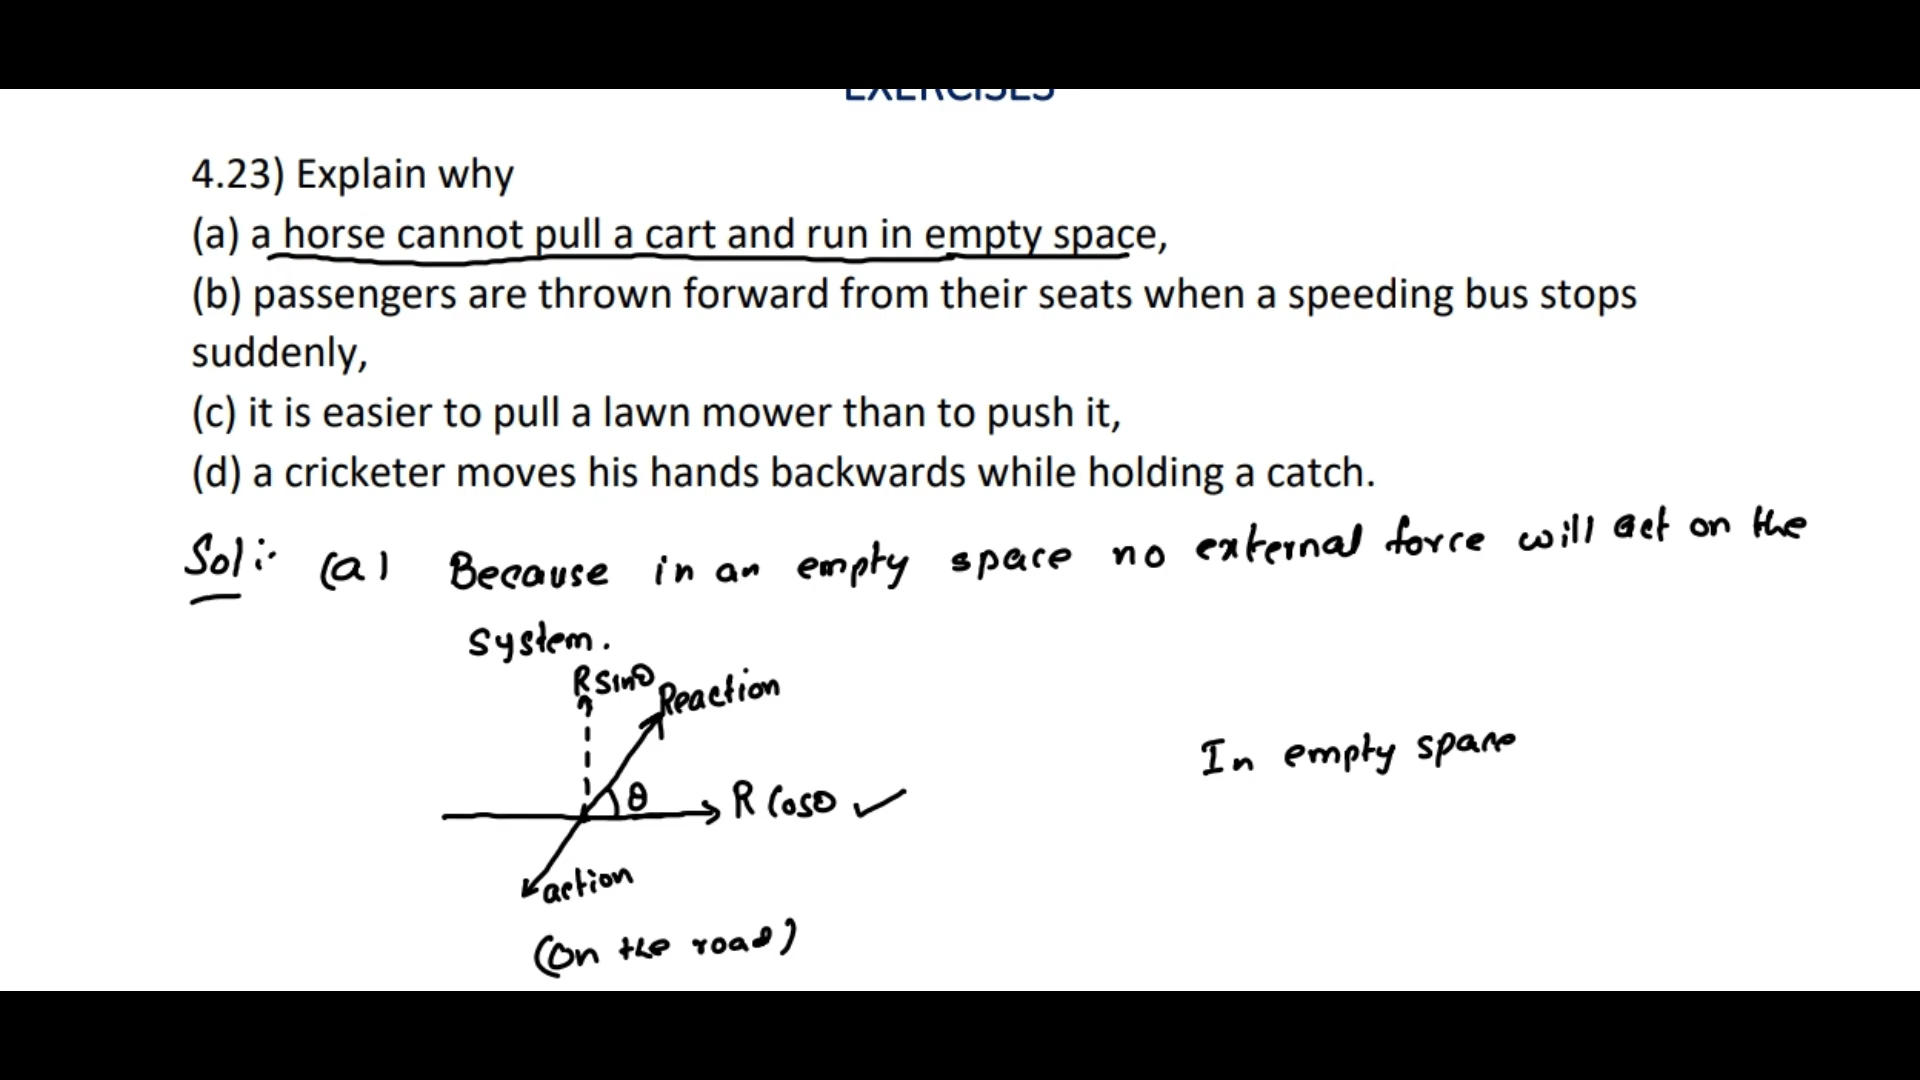 EXERCISES
4.23) Explain why
(a) a horse cannot pull a cart and run in empty space,
(b) passengers are thrown forward from their seats when a speeding bus stops
suddenly,
(c) it is easier to pull a lawn mower than to push it,
(d) a cricketer moves his hands backwards while holding a catch.
Sol:- (a) Because in an empty space no external force will act on the
system.
R sinθ
Reaction
In empty space
θ
R Cosθ
action
(on the road)